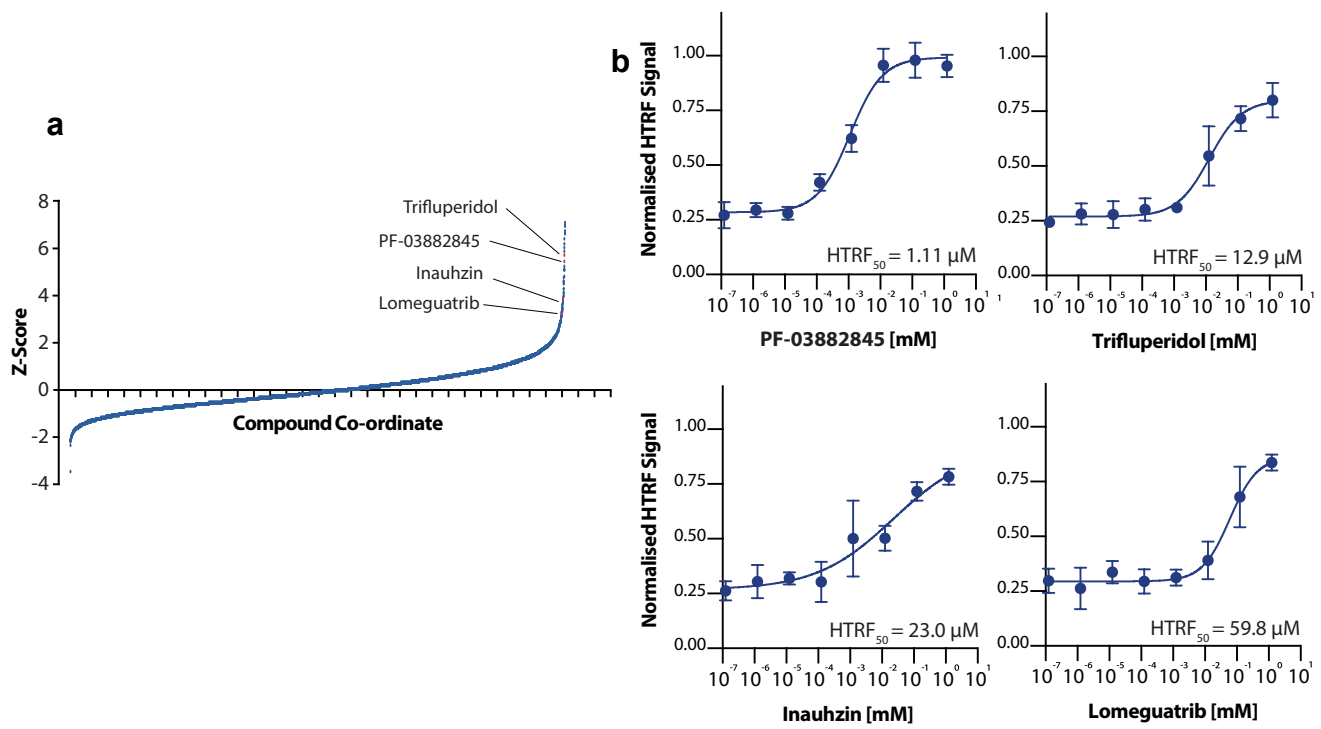 a
8
6
4
2
0
-2
-4
Z-Score
Compound Co-ordinate
Trifluperidol
PF-03882845
Inauhzin
Lomeguatrib
b
Normalised HTRF Signal
1.00
0.75
0.50
0.25
0.00
HTRF₅₀ = 1.11 µM
10⁻⁷ 10⁻⁶ 10⁻⁵ 10⁻⁴ 10⁻³ 10⁻² 10⁻¹ 10⁰ 10¹
PF-03882845 [mM]
1.00
0.75
0.50
0.25
0.00
HTRF₅₀ = 12.9 µM
1 10⁻⁷ 10⁻⁶ 10⁻⁵ 10⁻⁴ 10⁻³ 10⁻² 10⁻¹ 10⁰ 10¹
Trifluperidol [mM]
Normalised HTRF Signal
1.00
0.75
0.50
0.25
0.00
HTRF₅₀ = 23.0 µM
10⁻⁷ 10⁻⁶ 10⁻⁵ 10⁻⁴ 10⁻³ 10⁻² 10⁻¹ 10⁰ 10¹
Inauhzin [mM]
1.00
0.75
0.50
0.25
0.00
HTRF₅₀ = 59.8 µM
10⁻⁷ 10⁻⁶ 10⁻⁵ 10⁻⁴ 10⁻³ 10⁻² 10⁻¹ 10⁰ 10¹
Lomeguatrib [mM]